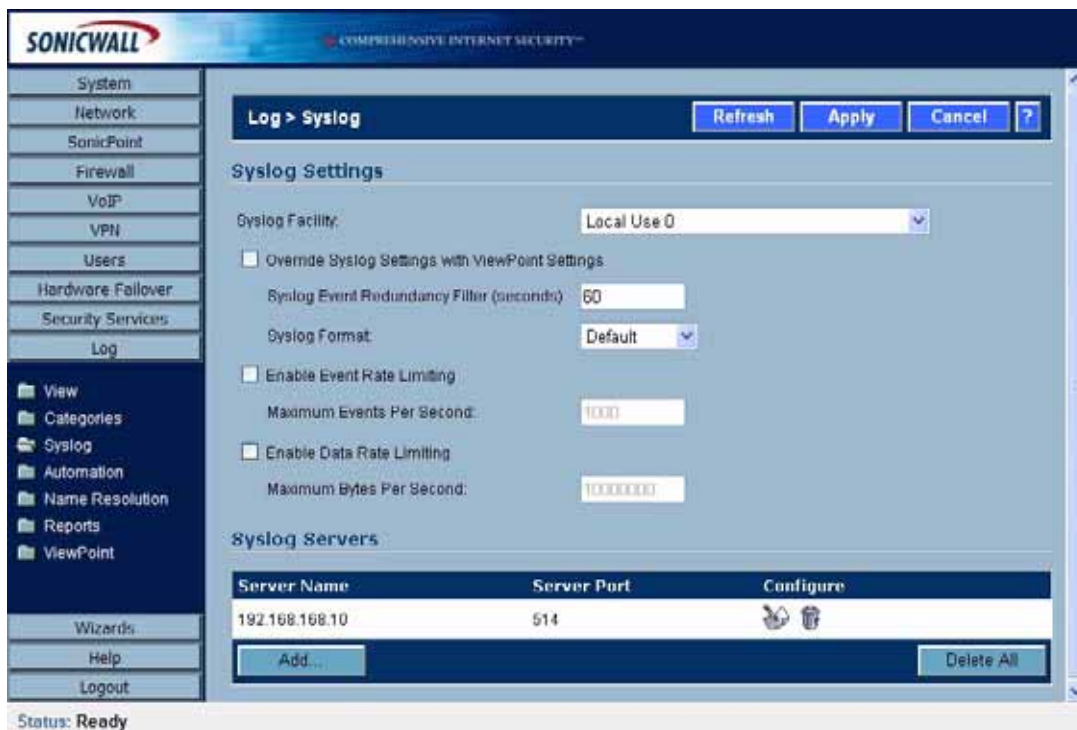 SONICWALL
COMPREHENSIVE INTERNET SECURITY™
System
Network
SonicPoint
Firewall
VoIP
VPN
Users
Hardware Failover
Security Services
Log
View
Categories
Syslog
Automation
Name Resolution
Reports
ViewPoint
Wizards
Help
Logout
Log > Syslog
Refresh
Apply
Cancel
?
Syslog Settings
Syslog Facility: Local Use 0
Override Syslog Settings with ViewPoint Settings
Syslog Event Redundancy Filter (seconds) 60
Syslog Format: Default
Enable Event Rate Limiting
Maximum Events Per Second: 1000
Enable Data Rate Limiting
Maximum Bytes Per Second: 10000000
Syslog Servers
Server Name Server Port Configure
192.168.168.10 514
Add... Delete All
Status: Ready